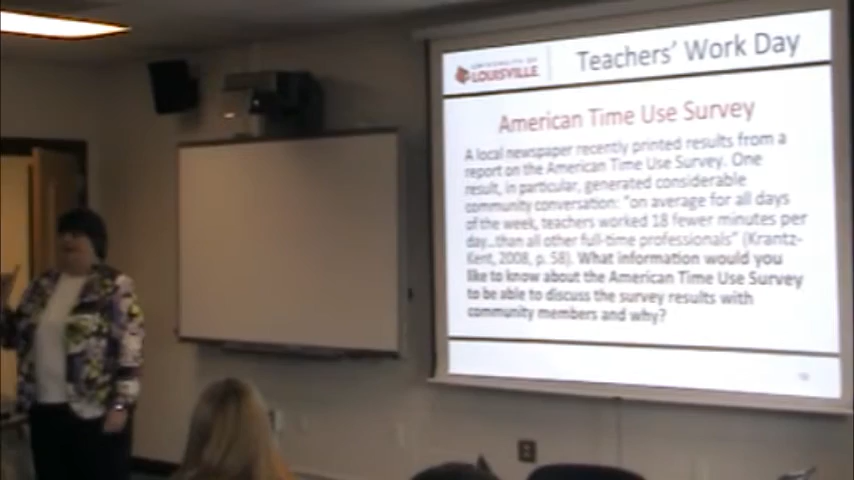 UNIVERSITY OF
LOUISVILLE
Teachers' Work Day
American Time Use Survey
A local newspaper recently printed results from a
report on the American Time Use Survey. One
result, in particular, generated considerable
community conversation: "on average for all days
of the week, teachers worked 18 fewer minutes per
day…than all other full-time professionals" (Krantz-
Kent, 2008, p. 58). What information would you
like to know about the American Time Use Survey
to be able to discuss the survey results with
community members and why?